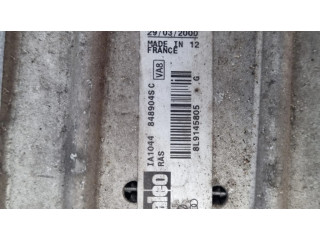 29/03/2000
MADE IN 12
FRANCE
VA8
848904S C
IA1044
RAS
G
8L9145805